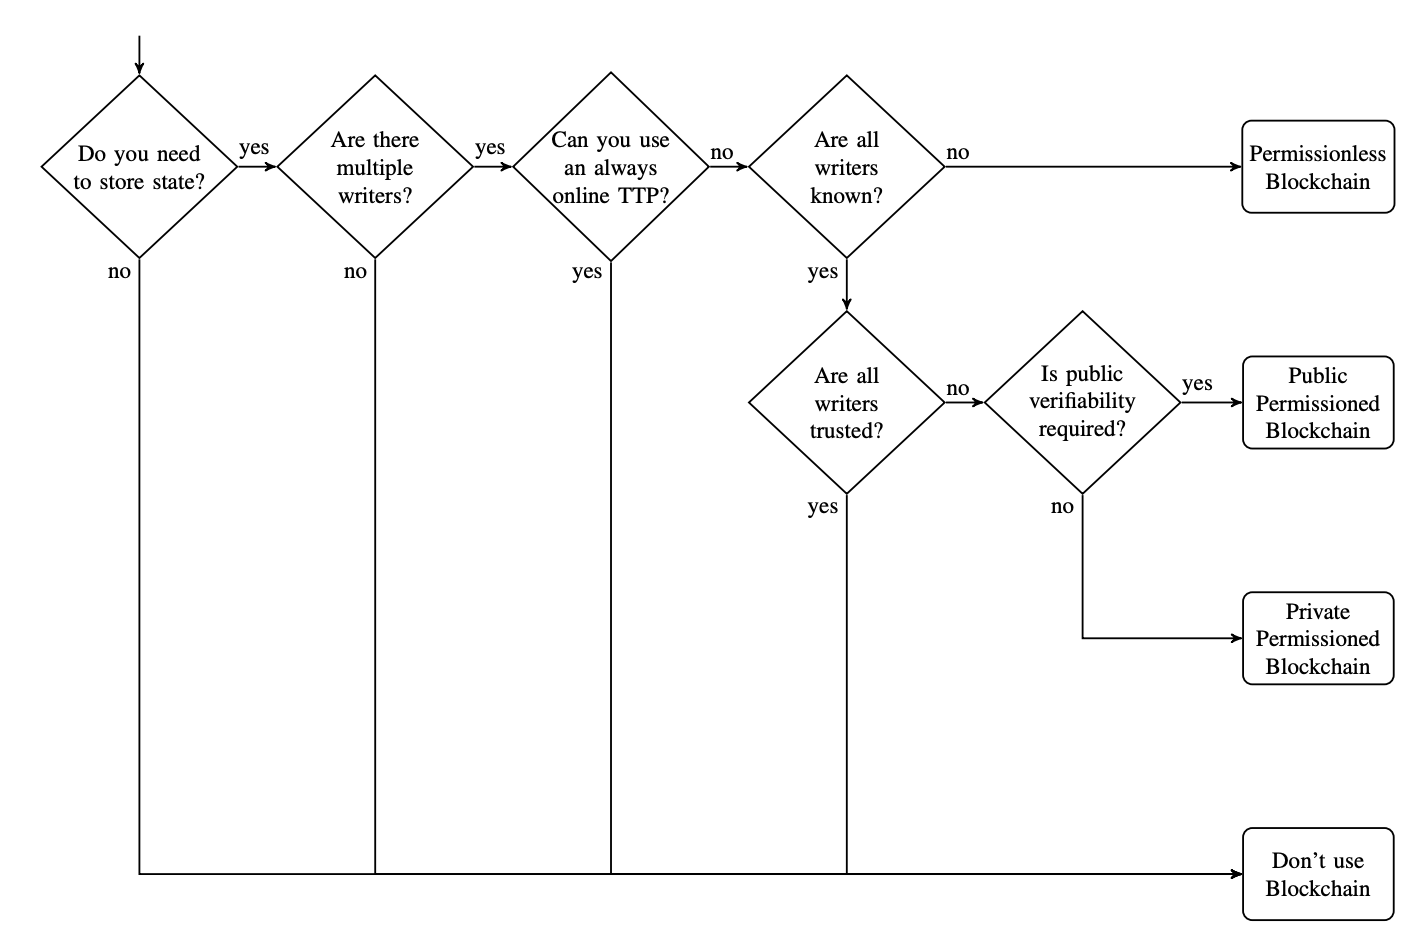 Do you need
to store state?
yes
no
Are there
multiple
writers?
yes
no
Can you use
an always
online TTP?
no
yes
Are all
writers
known?
no
yes
Permissionless
Blockchain
Are all
writers
trusted?
no
yes
Is public
verifiability
required?
yes
no
Public
Permissioned
Blockchain
Private
Permissioned
Blockchain
Don't use
Blockchain